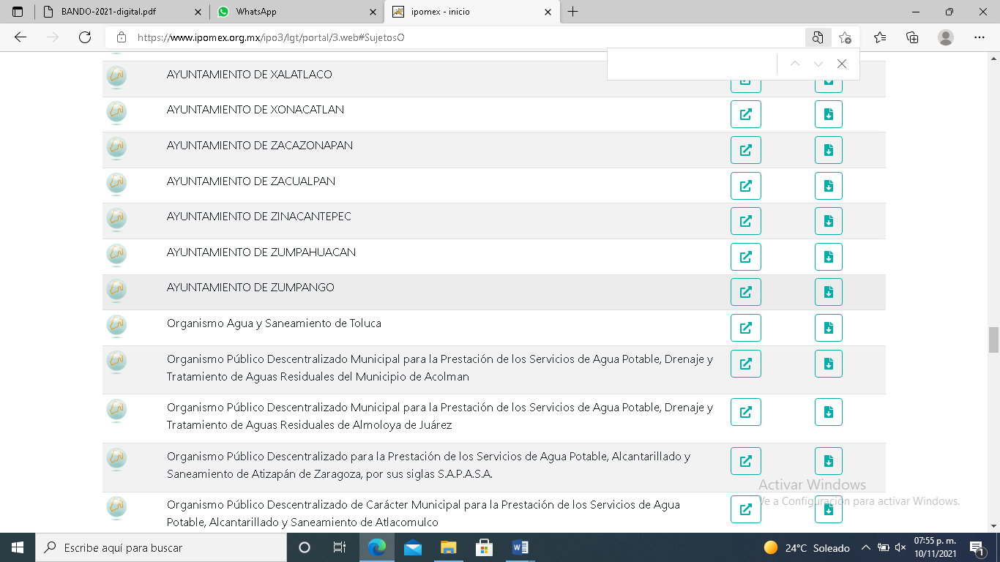 BANDO-2021-digital.pdf
WhatsApp
ipomex - inicio
https://www.ipomex.org.mx/ipo3/lgt/portal/3.web#SujetosO
AYUNTAMIENTO DE XALATLACO
AYUNTAMIENTO DE XONACATLAN
AYUNTAMIENTO DE ZACAZONAPAN
AYUNTAMIENTO DE ZACUALPAN
AYUNTAMIENTO DE ZINACANTEPEC
AYUNTAMIENTO DE ZUMPAHUACAN
AYUNTAMIENTO DE ZUMPANGO
Organismo Agua y Saneamiento de Toluca
Organismo Público Descentralizado Municipal para la Prestación de los Servicios de Agua Potable, Drenaje y
Tratamiento de Aguas Residuales del Municipio de Acolman
Organismo Público Descentralizado Municipal para la Prestación de los Servicios de Agua Potable, Drenaje y
Tratamiento de Aguas Residuales de Almoloya de Juárez
Organismo Público Descentralizado para la Prestación de los Servicios de Agua Potable, Alcantarillado y
Saneamiento de Atizapán de Zaragoza, por sus siglas S.A.P.A.S.A.
Organismo Público Descentralizado de Carácter Municipal para la Prestación de los Servicios de Agua
Potable, Alcantarillado y Saneamiento de Atlacomulco
Activar Windows
Ve a Configuración para activar Windows.
Escribe aquí para buscar
24°C Soleado
07:55 p. m.
10/11/2021
1